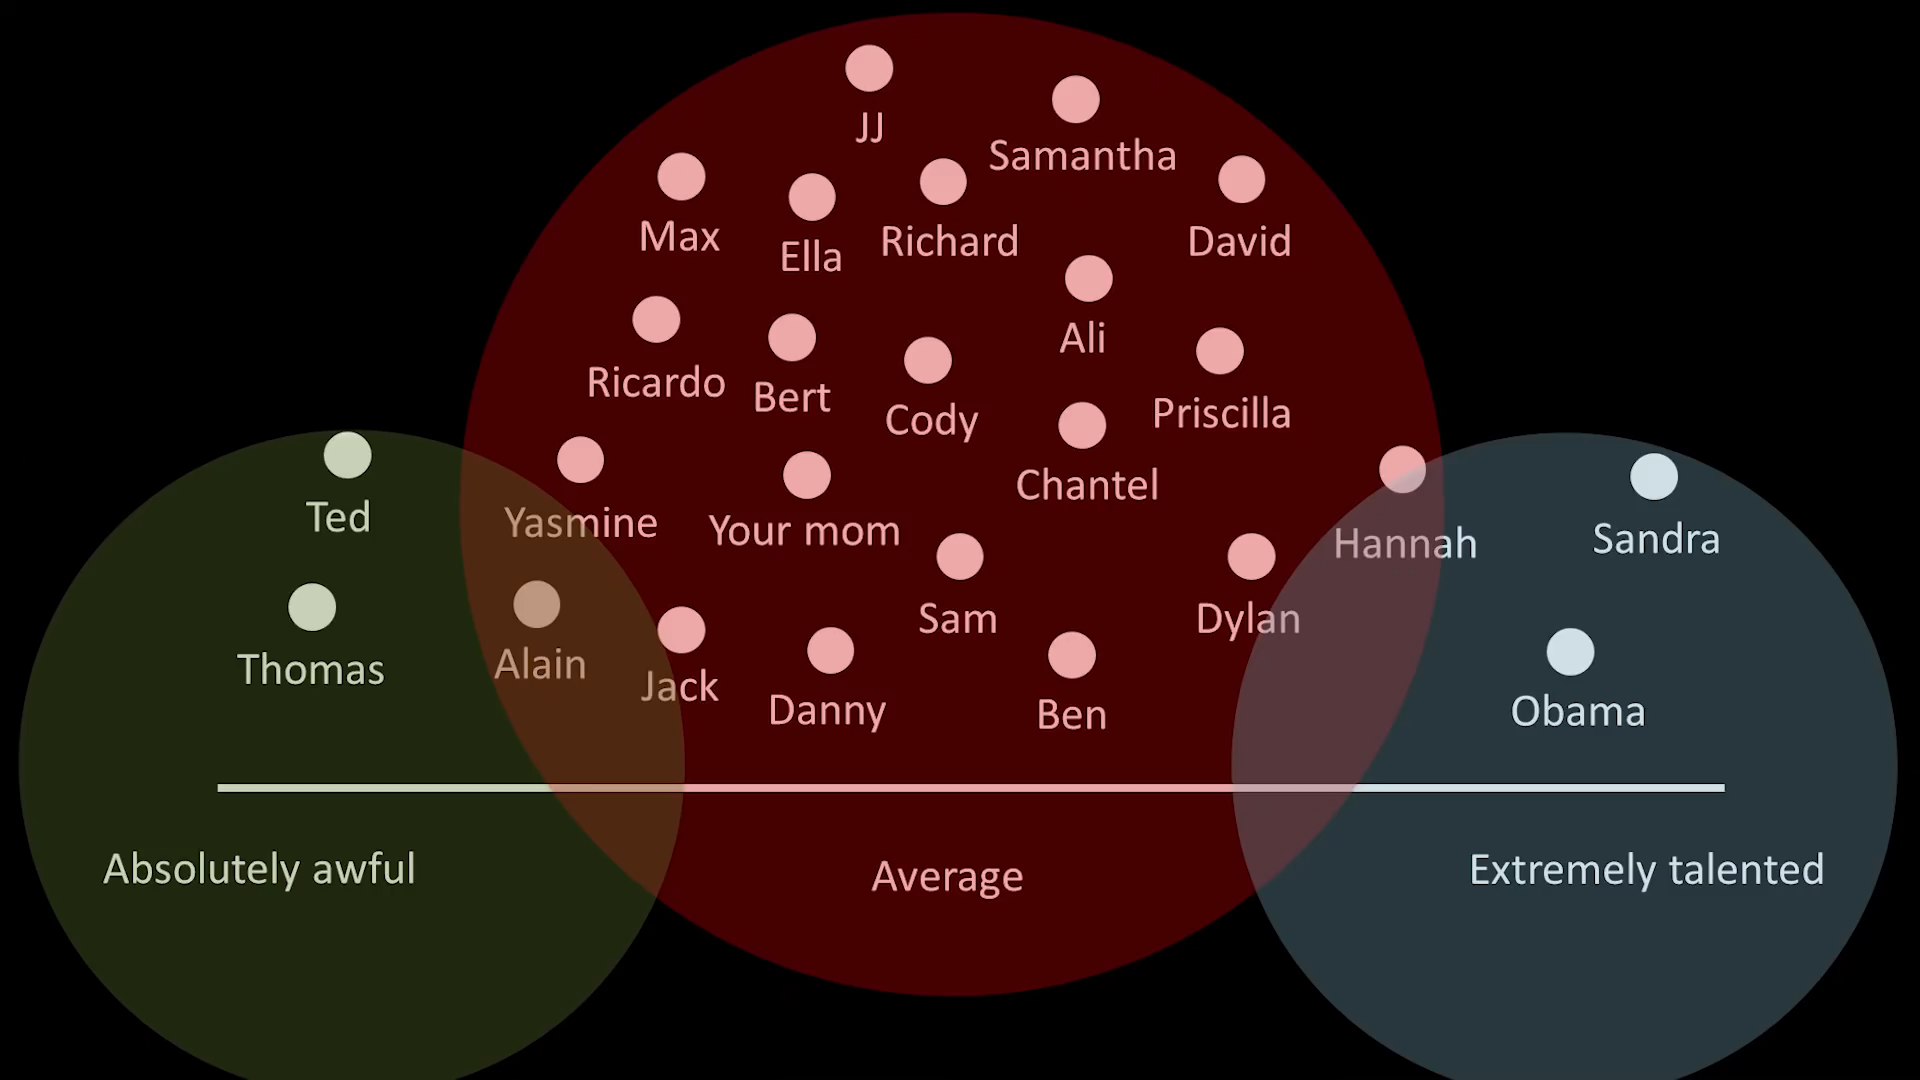 JJ
Samantha
Max
Ella
Richard
David
Ali
Ricardo
Bert
Cody
Priscilla
Chantel
Ted
Yasmine
Your mom
Hannah
Sandra
Sam
Dylan
Thomas
Alain
Jack
Danny
Ben
Obama
Absolutely awful
Average
Extremely talented